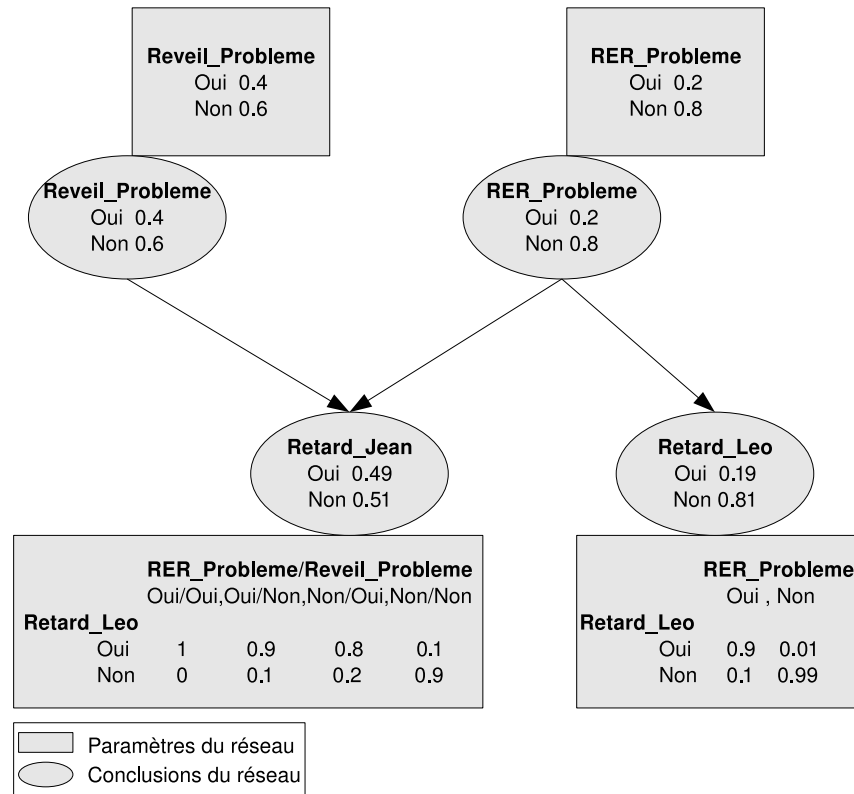 Reveil_Probleme
Oui 0.4
Non 0.6
RER_Probleme
Oui 0.2
Non 0.8
Reveil_Probleme
Oui 0.4
Non 0.6
RER_Probleme
Oui 0.2
Non 0.8
Retard_Jean
Oui 0.49
Non 0.51
Retard_Leo
Oui 0.19
Non 0.81
RER_Probleme/Reveil_Probleme
Oui/Oui,Oui/Non,Non/Oui,Non/Non
Retard_Leo
Oui 1 0.9 0.8 0.1
Non 0 0.1 0.2 0.9
RER_Probleme
Oui , Non
Retard_Leo
Oui 0.9 0.01
Non 0.1 0.99
Paramètres du réseau
Conclusions du réseau